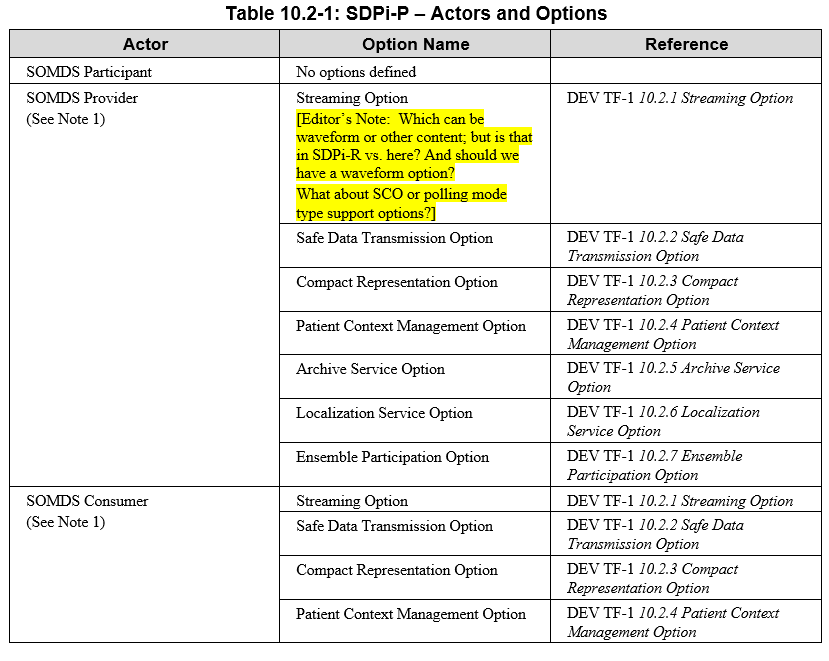 Table 10.2-1: SDPi-P – Actors and Options
Actor
Option Name
Reference
SOMDS Participant
No options defined
SOMDS Provider
(See Note 1)
Streaming Option
[Editor's Note:  Which can be
waveform or other content; but is that
in SDPi-R vs. here? And should we
have a waveform option?
What about SCO or polling mode
type support options?]
DEV TF-1 10.2.1 Streaming Option
Safe Data Transmission Option
DEV TF-1 10.2.2 Safe Data
Transmission Option
Compact Representation Option
DEV TF-1 10.2.3 Compact
Representation Option
Patient Context Management Option
DEV TF-1 10.2.4 Patient Context
Management Option
Archive Service Option
DEV TF-1 10.2.5 Archive Service
Option
Localization Service Option
DEV TF-1 10.2.6 Localization
Service Option
Ensemble Participation Option
DEV TF-1 10.2.7 Ensemble
Participation Option
SOMDS Consumer
(See Note 1)
Streaming Option
DEV TF-1 10.2.1 Streaming Option
Safe Data Transmission Option
DEV TF-1 10.2.2 Safe Data
Transmission Option
Compact Representation Option
DEV TF-1 10.2.3 Compact
Representation Option
Patient Context Management Option
DEV TF-1 10.2.4 Patient Context
Management Option